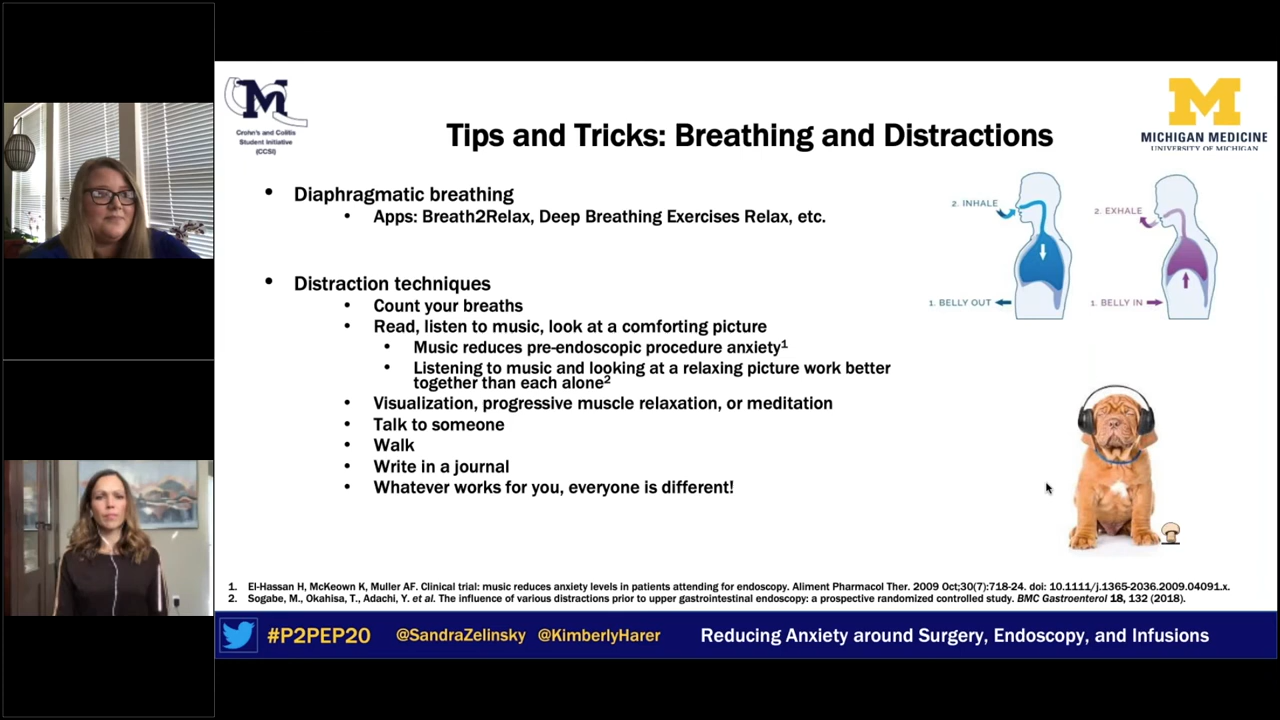 M
Crohn's and Colitis
Student Initiative
(CCSI)
M
MICHIGAN MEDICINE
UNIVERSITY OF MICHIGAN
Tips and Tricks: Breathing and Distractions
• Diaphragmatic breathing
• Apps: Breath2Relax, Deep Breathing Exercises Relax, etc.
2. INHALE
2. EXHALE
1. BELLY OUT
1. BELLY IN
• Distraction techniques
• Count your breaths
• Read, listen to music, look at a comforting picture
• Music reduces pre-endoscopic procedure anxiety1
• Listening to music and looking at a relaxing picture work better
together than each alone2
• Visualization, progressive muscle relaxation, or meditation
• Talk to someone
• Walk
• Write in a journal
• Whatever works for you, everyone is different!
1. El-Hassan H, McKeown K, Muller AF. Clinical trial: music reduces anxiety levels in patients attending for endoscopy. Aliment Pharmacol Ther. 2009 Oct;30(7):718-24. doi: 10.1111/j.1365-2036.2009.04091.x.
2. Sogabe, M., Okahisa, T., Adachi, Y. et al. The influence of various distractions prior to upper gastrointestinal endoscopy: a prospective randomized controlled study. BMC Gastroenterol 18, 132 (2018).
#P2PEP20 @SandraZelinsky @KimberlyHarer Reducing Anxiety around Surgery, Endoscopy, and Infusions